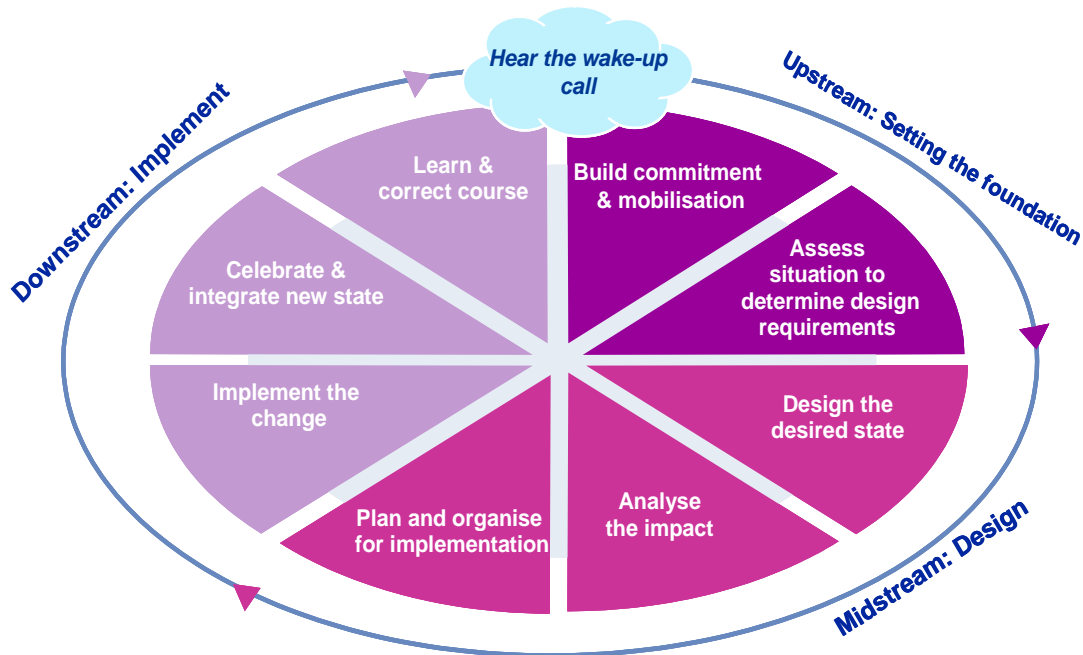 Hear the wake-up
call
Upstream: Setting the foundation
Build commitment
& mobilisation
Assess
situation to
determine design
requirements
Design the
desired state
Midstream: Design
Analyse
the impact
Plan and organise
for implementation
Implement the
change
Downstream: Implement
Celebrate &
integrate new state
Learn &
correct course